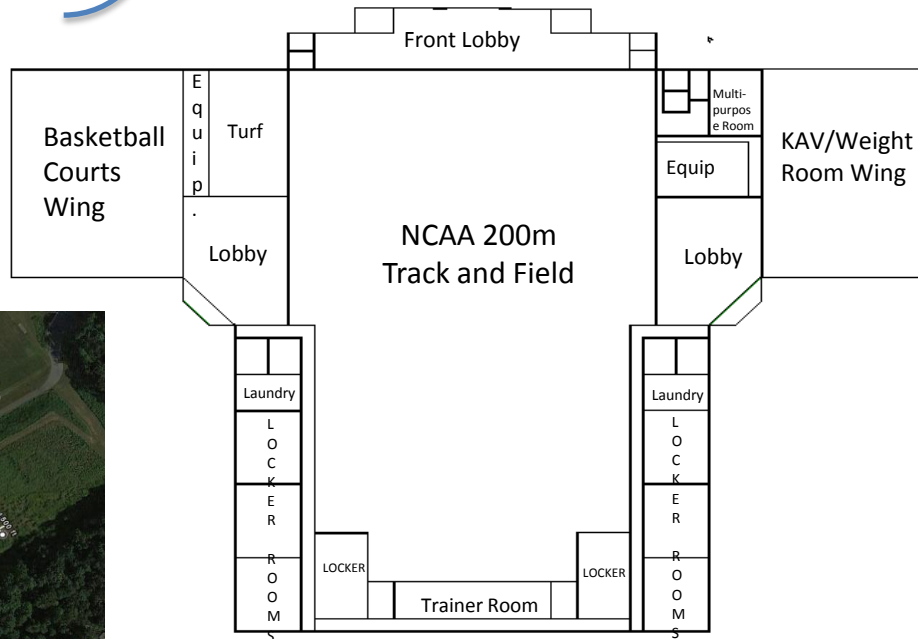 Front Lobby
Basketball
Courts
Wing
E
q
u
i
p
.
Turf
Lobby
NCAA 200m
Track and Field
Multi-
purpos
e Room
Equip
Lobby
KAV/Weight
Room Wing
Laundry
L
O
C
K
E
R
R
O
O
M
S
LOCKER
Trainer Room
LOCKER
Laundry
L
O
C
K
E
R
R
O
O
M
S